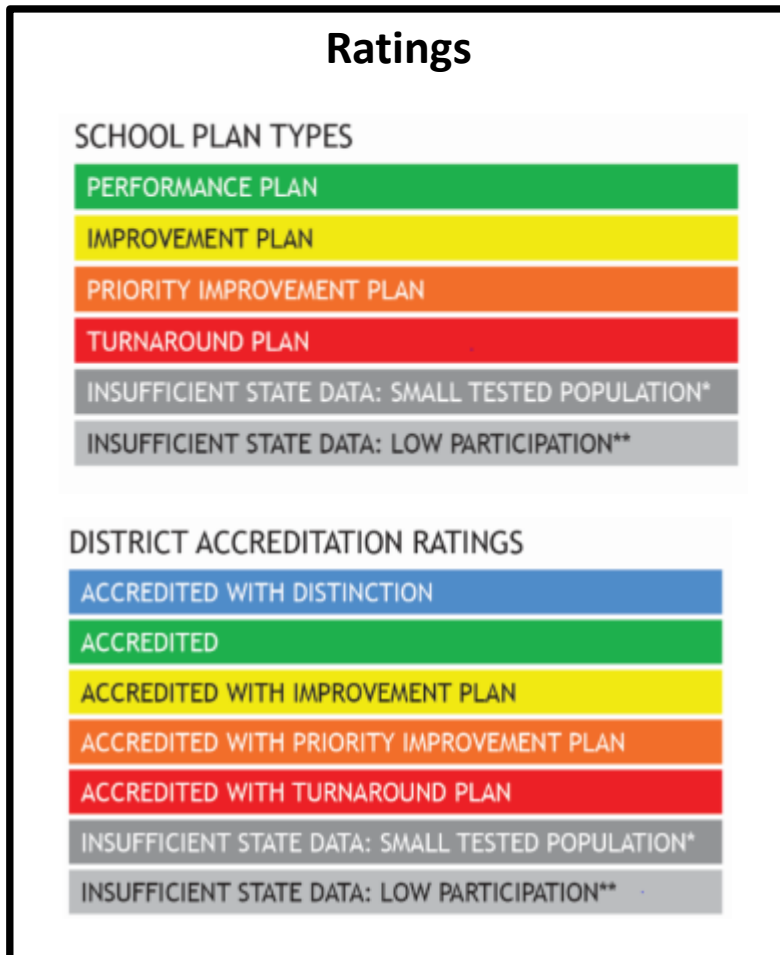 Ratings
SCHOOL PLAN TYPES
PERFORMANCE PLAN
IMPROVEMENT PLAN
PRIORITY IMPROVEMENT PLAN
TURNAROUND PLAN
INSUFFICIENT STATE DATA: SMALL TESTED POPULATION*
INSUFFICIENT STATE DATA: LOW PARTICIPATION**
DISTRICT ACCREDITATION RATINGS
ACCREDITED WITH DISTINCTION
ACCREDITED
ACCREDITED WITH IMPROVEMENT PLAN
ACCREDITED WITH PRIORITY IMPROVEMENT PLAN
ACCREDITED WITH TURNAROUND PLAN
INSUFFICIENT STATE DATA: SMALL TESTED POPULATION*
INSUFFICIENT STATE DATA: LOW PARTICIPATION**